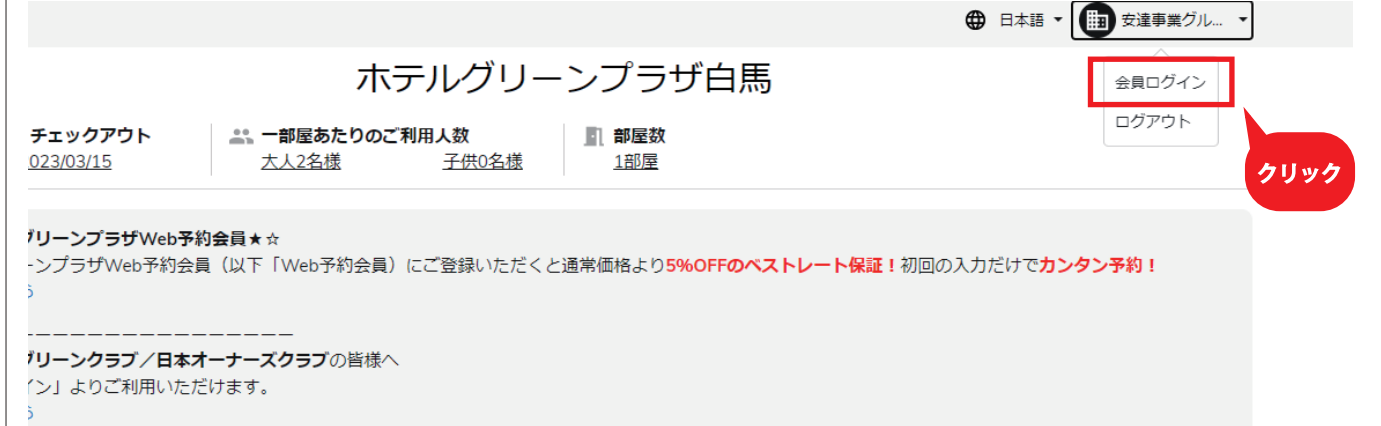 日本語 安達事業グル...
ホテルグリーンプラザ白馬
会員ログイン
ログアウト
クリック
チェックアウト 一部屋あたりのご利用人数 部屋数
023/03/15 大人2名様 子供0名様 1部屋
グリーンプラザWeb予約会員★☆
ーンプラザWeb予約会員（以下「Web予約会員）にご登録いただくと通常価格より5%OFFのベストレート保証！初回の入力だけでカンタン予約！
ーーーーーーーーーーーーーーーー
グリーンクラブ／日本オーナーズクラブの皆様へ
イン」よりご利用いただけます。